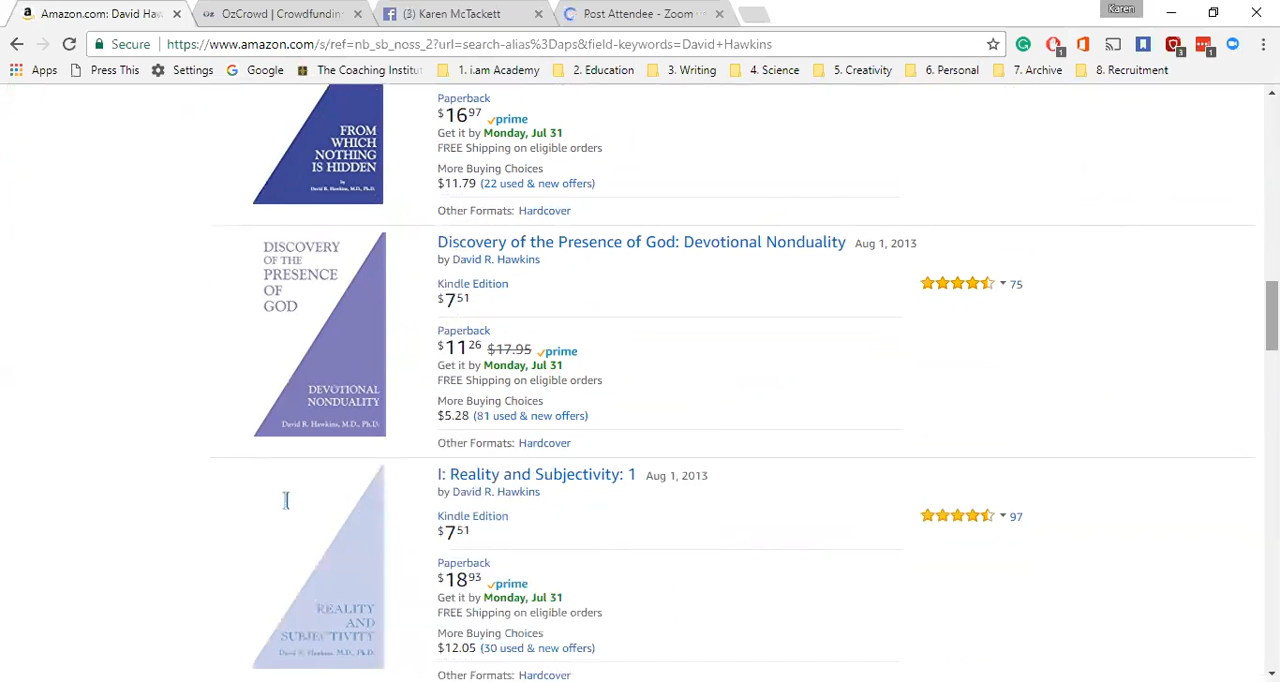 Amazon.com: David Haw
OzCrowd | Crowdfundin
(3) Karen McTackett
Post Attendee - Zoom
Karen
Secure
https://www.amazon.com/s/ref=nb_sb_noss_2?url=search-alias%3Daps&field-keywords=David+Hawkins
1
3
1
Apps
Press This
Settings
Google
The Coaching Institut
1. i.am Academy
2. Education
3. Writing
4. Science
5. Creativity
6. Personal
7. Archive
8. Recruitment
FROM
WHICH
NOTHING
IS HIDDEN
by
David R. Hawkins, M.D., Ph.D.
Paperback
$16 97 prime
Get it by Monday, Jul 31
FREE Shipping on eligible orders
More Buying Choices
$11.79 (22 used & new offers)
Other Formats: Hardcover
DISCOVERY
OF THE
PRESENCE
OF
GOD
DEVOTIONAL
NONDUALITY
David R. Hawkins, M.D., Ph.D.
Discovery of the Presence of God: Devotional Nonduality Aug 1, 2013
by David R. Hawkins
Kindle Edition
$7 51
75
Paperback
$11 26 $17.95 prime
Get it by Monday, Jul 31
FREE Shipping on eligible orders
More Buying Choices
$5.28 (81 used & new offers)
Other Formats: Hardcover
REALITY
AND
SUBJECTIVITY
David R. Hawkins, M.D., Ph.D.
I: Reality and Subjectivity: 1 Aug 1, 2013
by David R. Hawkins
Kindle Edition
$7 51
97
Paperback
$18 93 prime
Get it by Monday, Jul 31
FREE Shipping on eligible orders
More Buying Choices
$12.05 (30 used & new offers)
Other Formats: Hardcover